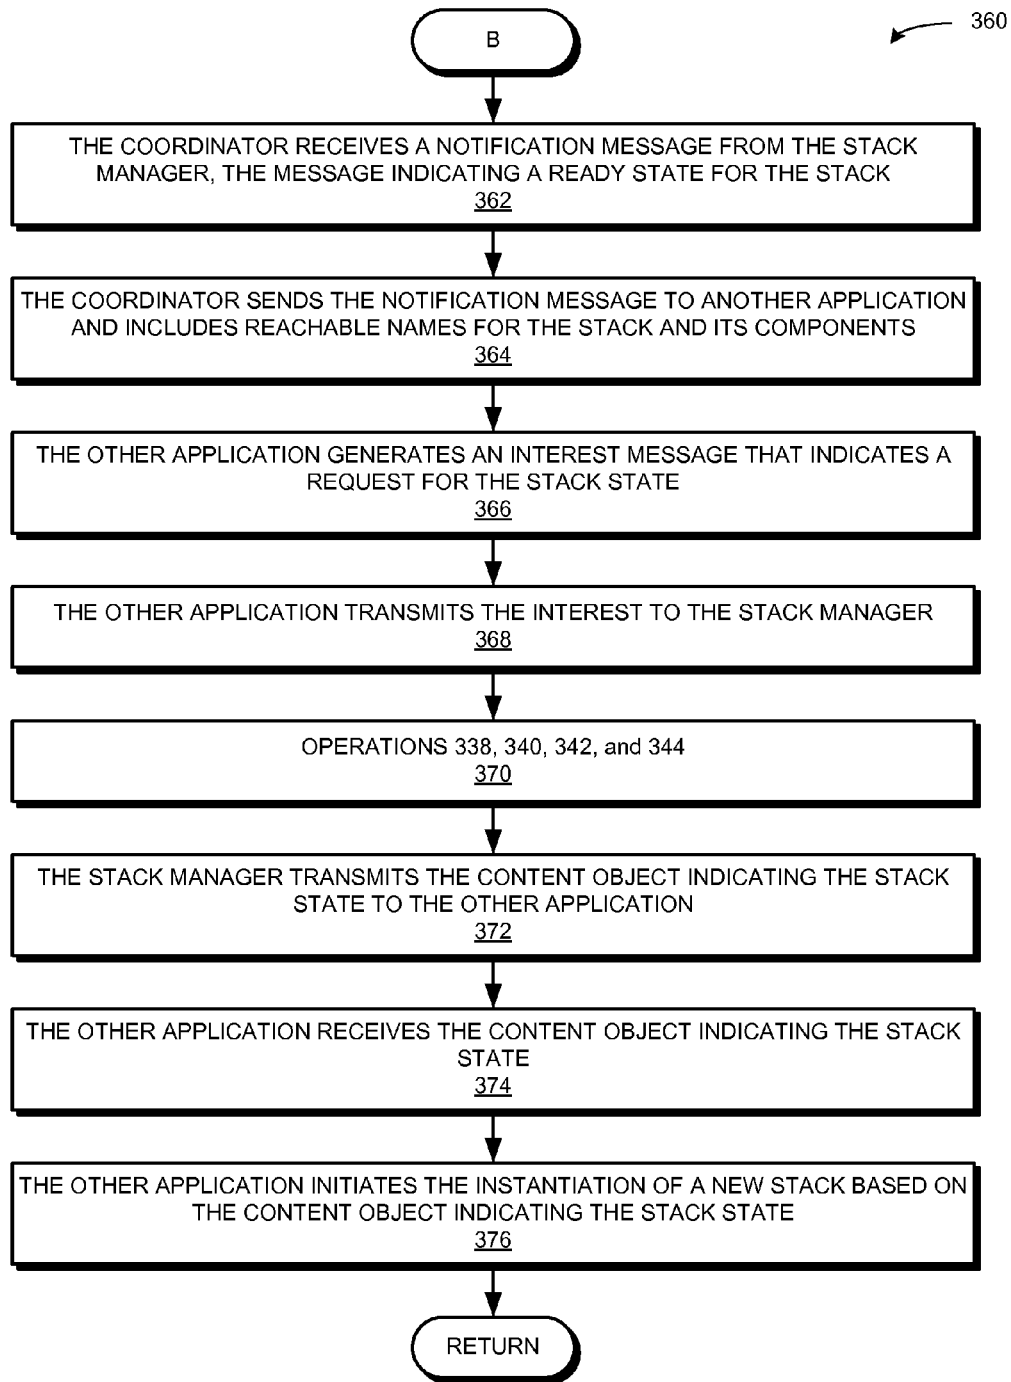 360
B
THE COORDINATOR RECEIVES A NOTIFICATION MESSAGE FROM THE STACK
MANAGER, THE MESSAGE INDICATING A READY STATE FOR THE STACK
362
THE COORDINATOR SENDS THE NOTIFICATION MESSAGE TO ANOTHER APPLICATION
AND INCLUDES REACHABLE NAMES FOR THE STACK AND ITS COMPONENTS
364
THE OTHER APPLICATION GENERATES AN INTEREST MESSAGE THAT INDICATES A
REQUEST FOR THE STACK STATE
366
THE OTHER APPLICATION TRANSMITS THE INTEREST TO THE STACK MANAGER
368
OPERATIONS 338, 340, 342, and 344
370
THE STACK MANAGER TRANSMITS THE CONTENT OBJECT INDICATING THE STACK
STATE TO THE OTHER APPLICATION
372
THE OTHER APPLICATION RECEIVES THE CONTENT OBJECT INDICATING THE STACK
STATE
374
THE OTHER APPLICATION INITIATES THE INSTANTIATION OF A NEW STACK BASED ON
THE CONTENT OBJECT INDICATING THE STACK STATE
376
RETURN